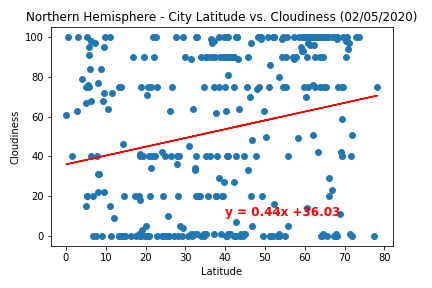 Northern Hemisphere - City Latitude vs. Cloudiness (02/05/2020)
100
80
60
40
20
0
Cloudiness
y = 0.44x +36.03
0 10 20 30 40 50 60 70 80
Latitude